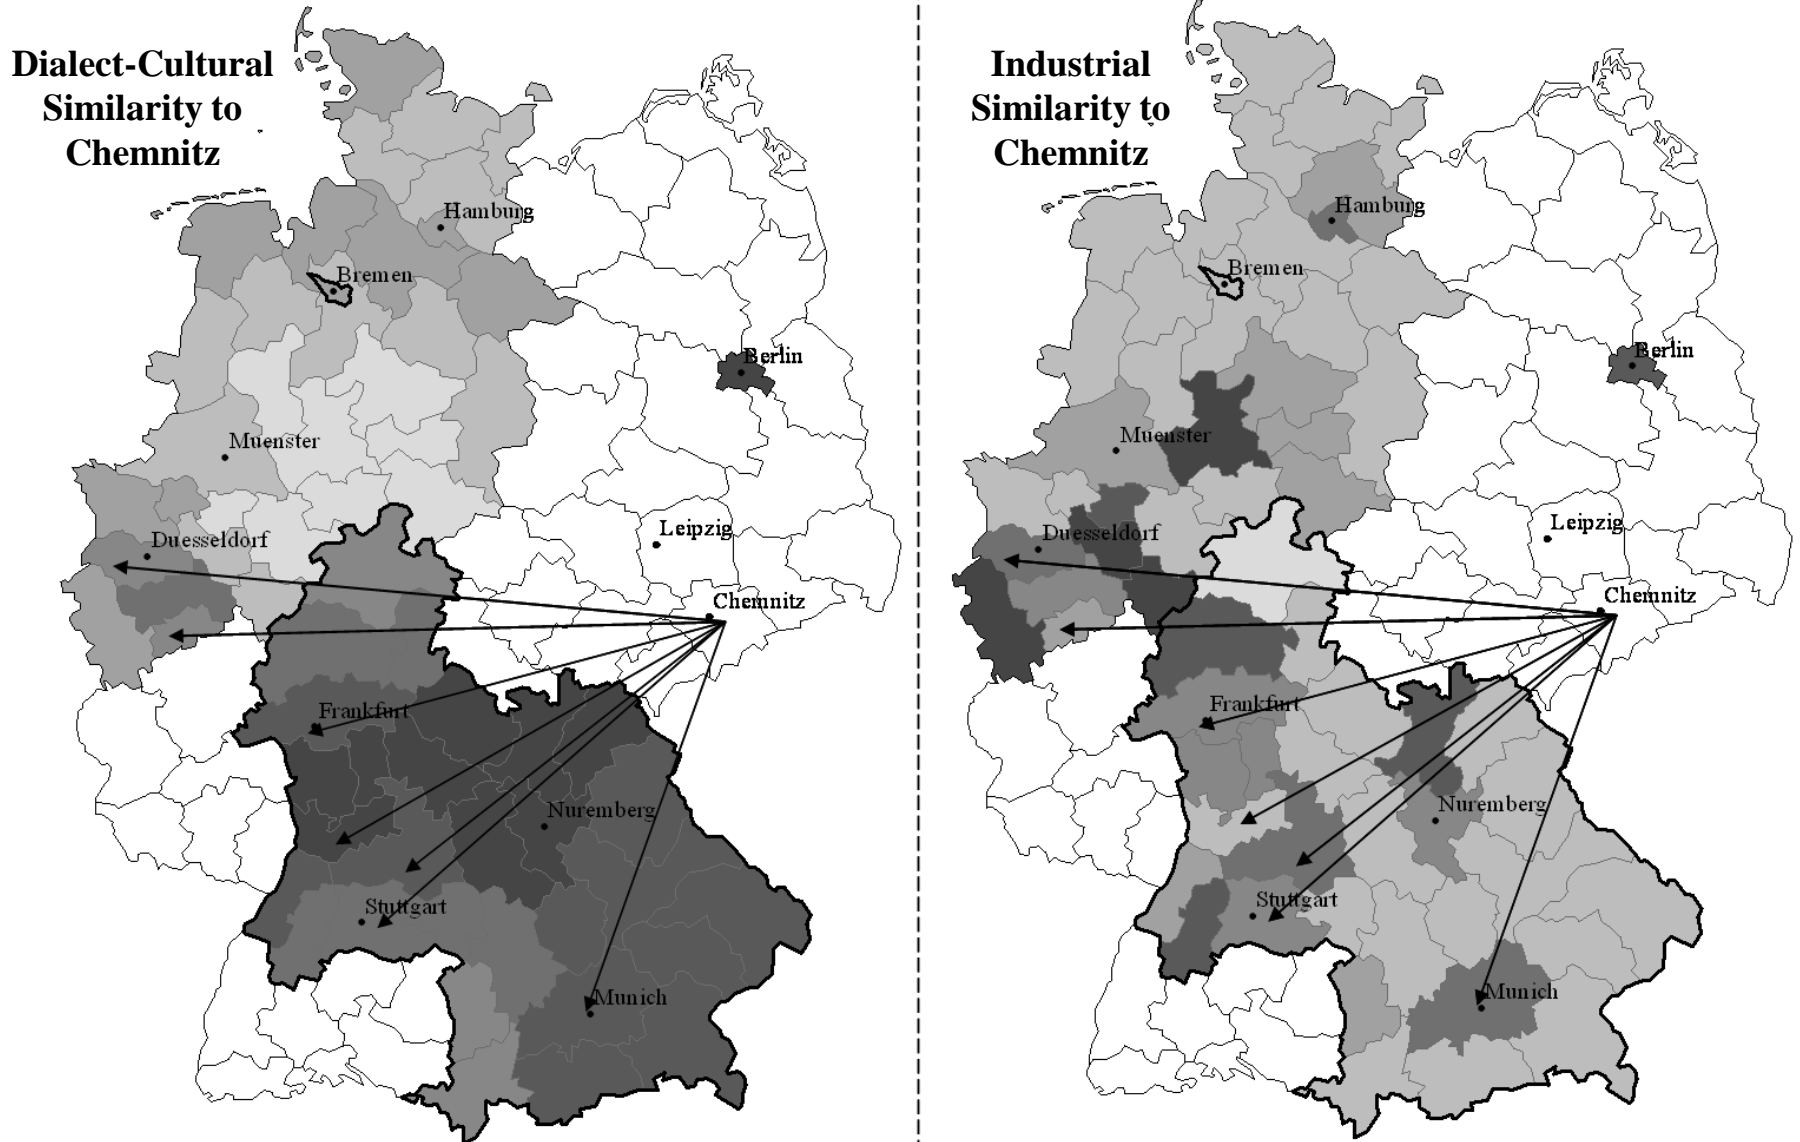 Dialect-Cultural
Similarity to
Chemnitz
Hamburg
Bremen
Berlin
Muenster
Duesseldorf
Leipzig
Chemnitz
Frankfurt
Nuremberg
Stuttgart
Munich
Industrial
Similarity to
Chemnitz
Hamburg
Bremen
Berlin
Muenster
Duesseldorf
Leipzig
Chemnitz
Frankfurt
Nuremberg
Stuttgart
Munich